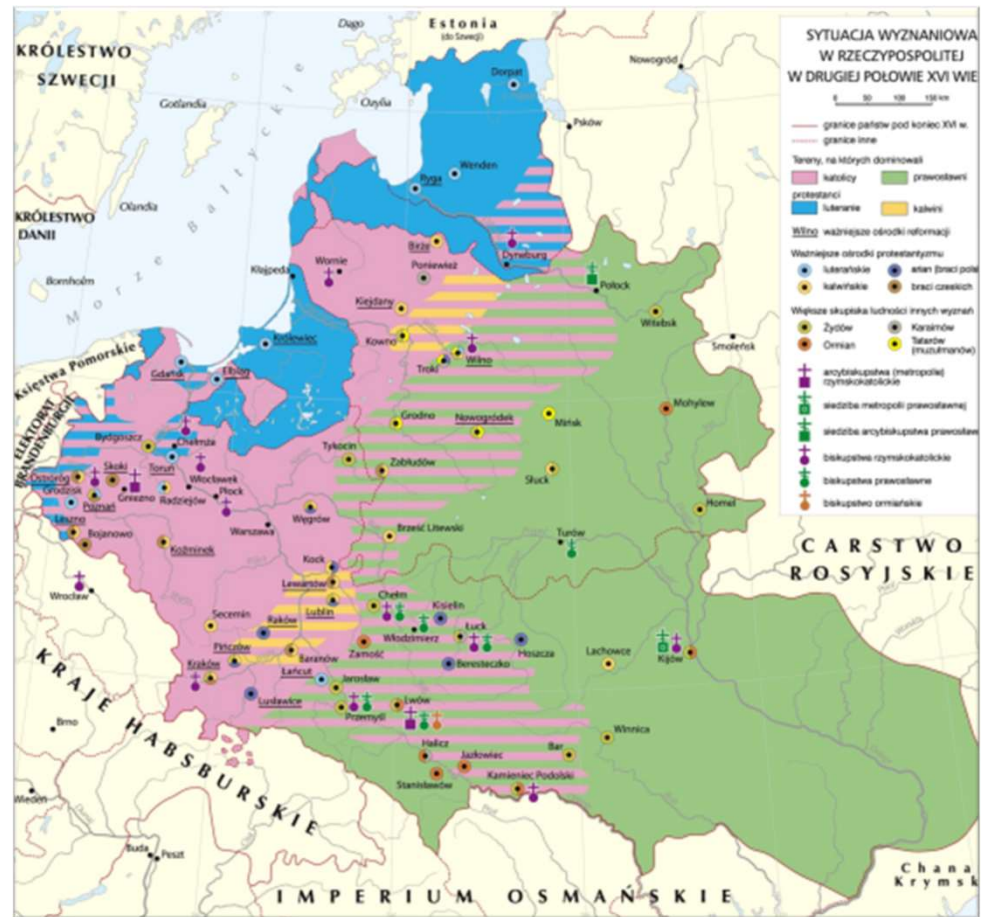 SYTUACJA WYZNANIOWA
W RZECZYPOSPOLITEJ
W DRUGIEJ POŁOWIE XVI WIE
0 50 100 150 km
granice państw pod koniec XVI w.
granice inne
Tereny, na których dominowali
katolicy
prawosławni
protestanci
luteranie
kalwini
Wilno ważniejsze ośrodki reformacji
Ważniejsze ośrodki protestantyzmu
luterańskie
arian (braci pols
kalwińskie
braci czeskich
Większe skupiska ludności innych wyznań
Żydów
Karaimów
Ormian
Tatarów
(muzułmanów)
arcybiskupstwa (metropolie)
rzymskokatolickie
siedziba metropolii prawosławnej
siedziba arcybiskupstwa prawosław
biskupstwa rzymskokatolickie
biskupstwa prawosławne
biskupstwo ormiańskie
KRÓLESTWO
SZWECJI
Dago
Estonia
(do Szwecji)
Nowogród
Dorpat
Gotlandia
Ozylia
Psków
Morze Bałtyckie
Wenden
Ryga
Olandia
KRÓLESTWO
DANII
Birże
Dyneburg
Wornie
Poniewież
Kłajpeda
Połock
Bornholm
Kiejdany
Witebsk
Księstwa Pomorskie
Królewiec
Kowno
Wilno
Smoleńsk
Troki
Gdańsk
Elbląg
ELEKTORAT
BRANDENBURGII
Grodno
Nowogródek
Mińsk
Mohylew
Bydgoszcz
Chełmża
Tykocin
Zabłudów
Toruń
Skoki
Ostroróg
Włocławek
Słuck
Grodzisk
Poznań
Gniezno
Radziejów
Płock
Homel
Leszno
Bojanowo
Węgrów
Warszawa
Brześć Litewski
Turów
Koźminek
CARSTWO
ROSYJSKIE
Kock
Wrocław
Lewartów
Lublin
Chełm
Kisielin
Secemin
Raków
Włodzimierz
Łuck
Hoszcza
Pińczów
Zamość
Lachowce
Kijów
Kraków
Baranów
Beresteczko
Łańcut
Jarosław
Lusławice
Przemyśl
Lwów
KRAJE HABSBURSKIE
Brno
Winnica
Halicz
Bar
Jazłowiec
Stanisławów
Kamieniec Podolski
Wiedeń
Buda
Peszt
IMPERIUM OSMAŃSKIE
Chana
Krymsk